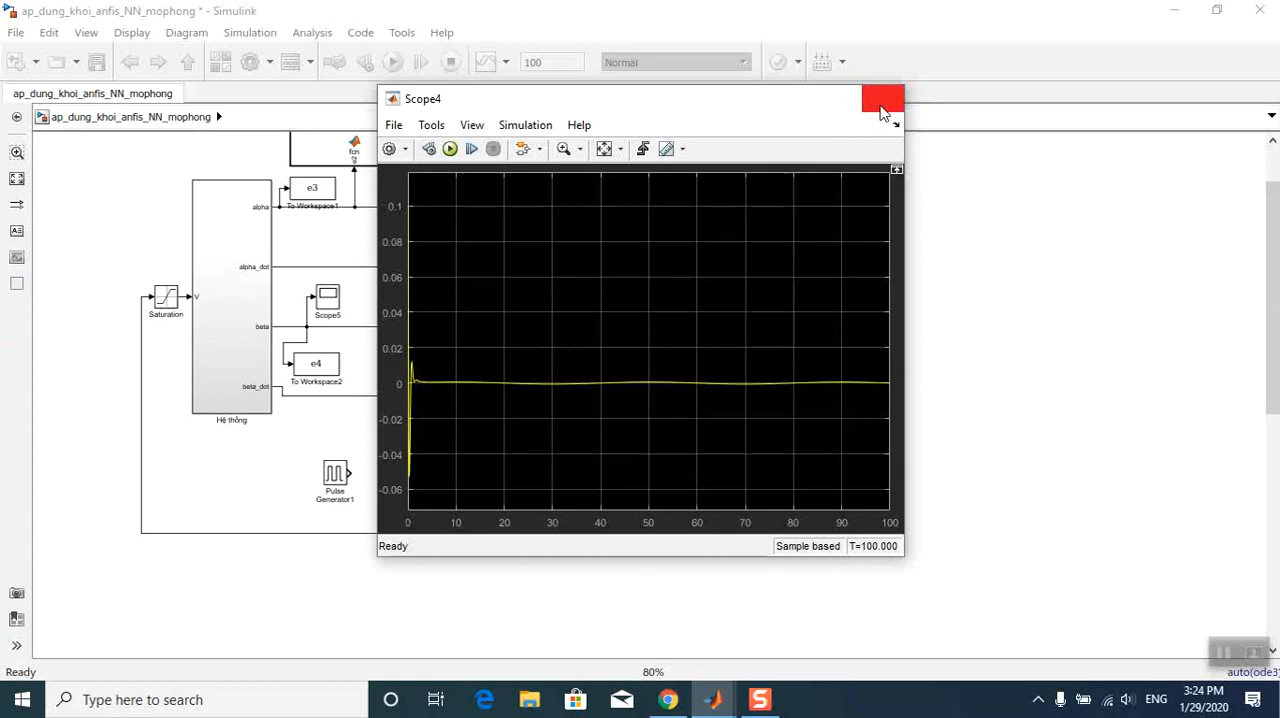 ap_dung_khoi_anfis_NN_mophong * - Simulink
File Edit View Display Diagram Simulation Analysis Code Tools Help
100
Normal
ap_dung_khoi_anfis_NN_mophong
ap_dung_khoi_anfis_NN_mophong
Scope4
File Tools View Simulation Help
fcn
e2
e3
To Workspace1
alpha
alpha_dot
Saturation
V
Scope5
beta
e4
To Workspace2
beta_dot
Hệ thống
Pulse
Generator1
0.1
0.08
0.06
0.04
0.02
0
-0.02
-0.04
-0.06
0 10 20 30 40 50 60 70 80 90 100
Ready
Sample based T=100.000
Ready
80%
auto(ode3
Type here to search
ENG
3:24 PM
1/29/2020